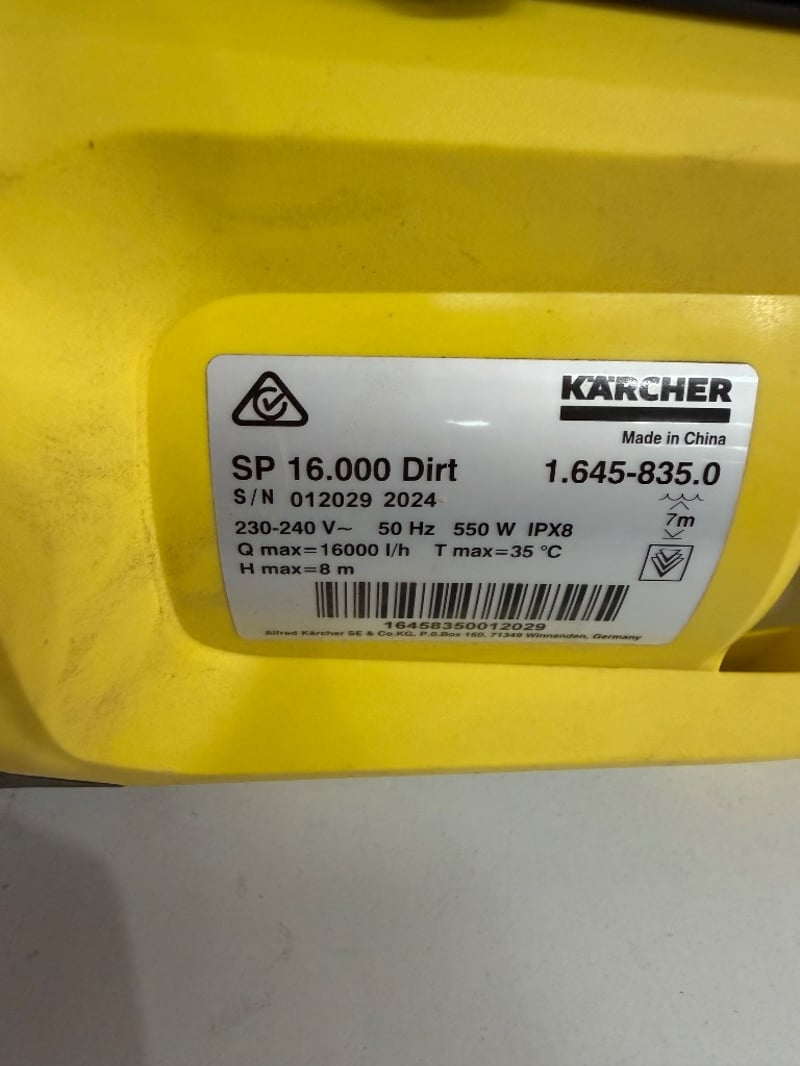 KÄRCHER
Made in China
SP 16.000 Dirt 1.645-835.0
S/N 012029 2024
230-240 V~ 50 Hz 550 W IPX8
7m
Q max=16000 l/h T max=35 °C
H max=8 m
16458350012029
Alfred Kärcher SE & Co.KG, P.O.Box 160, 71349 Winnenden, Germany